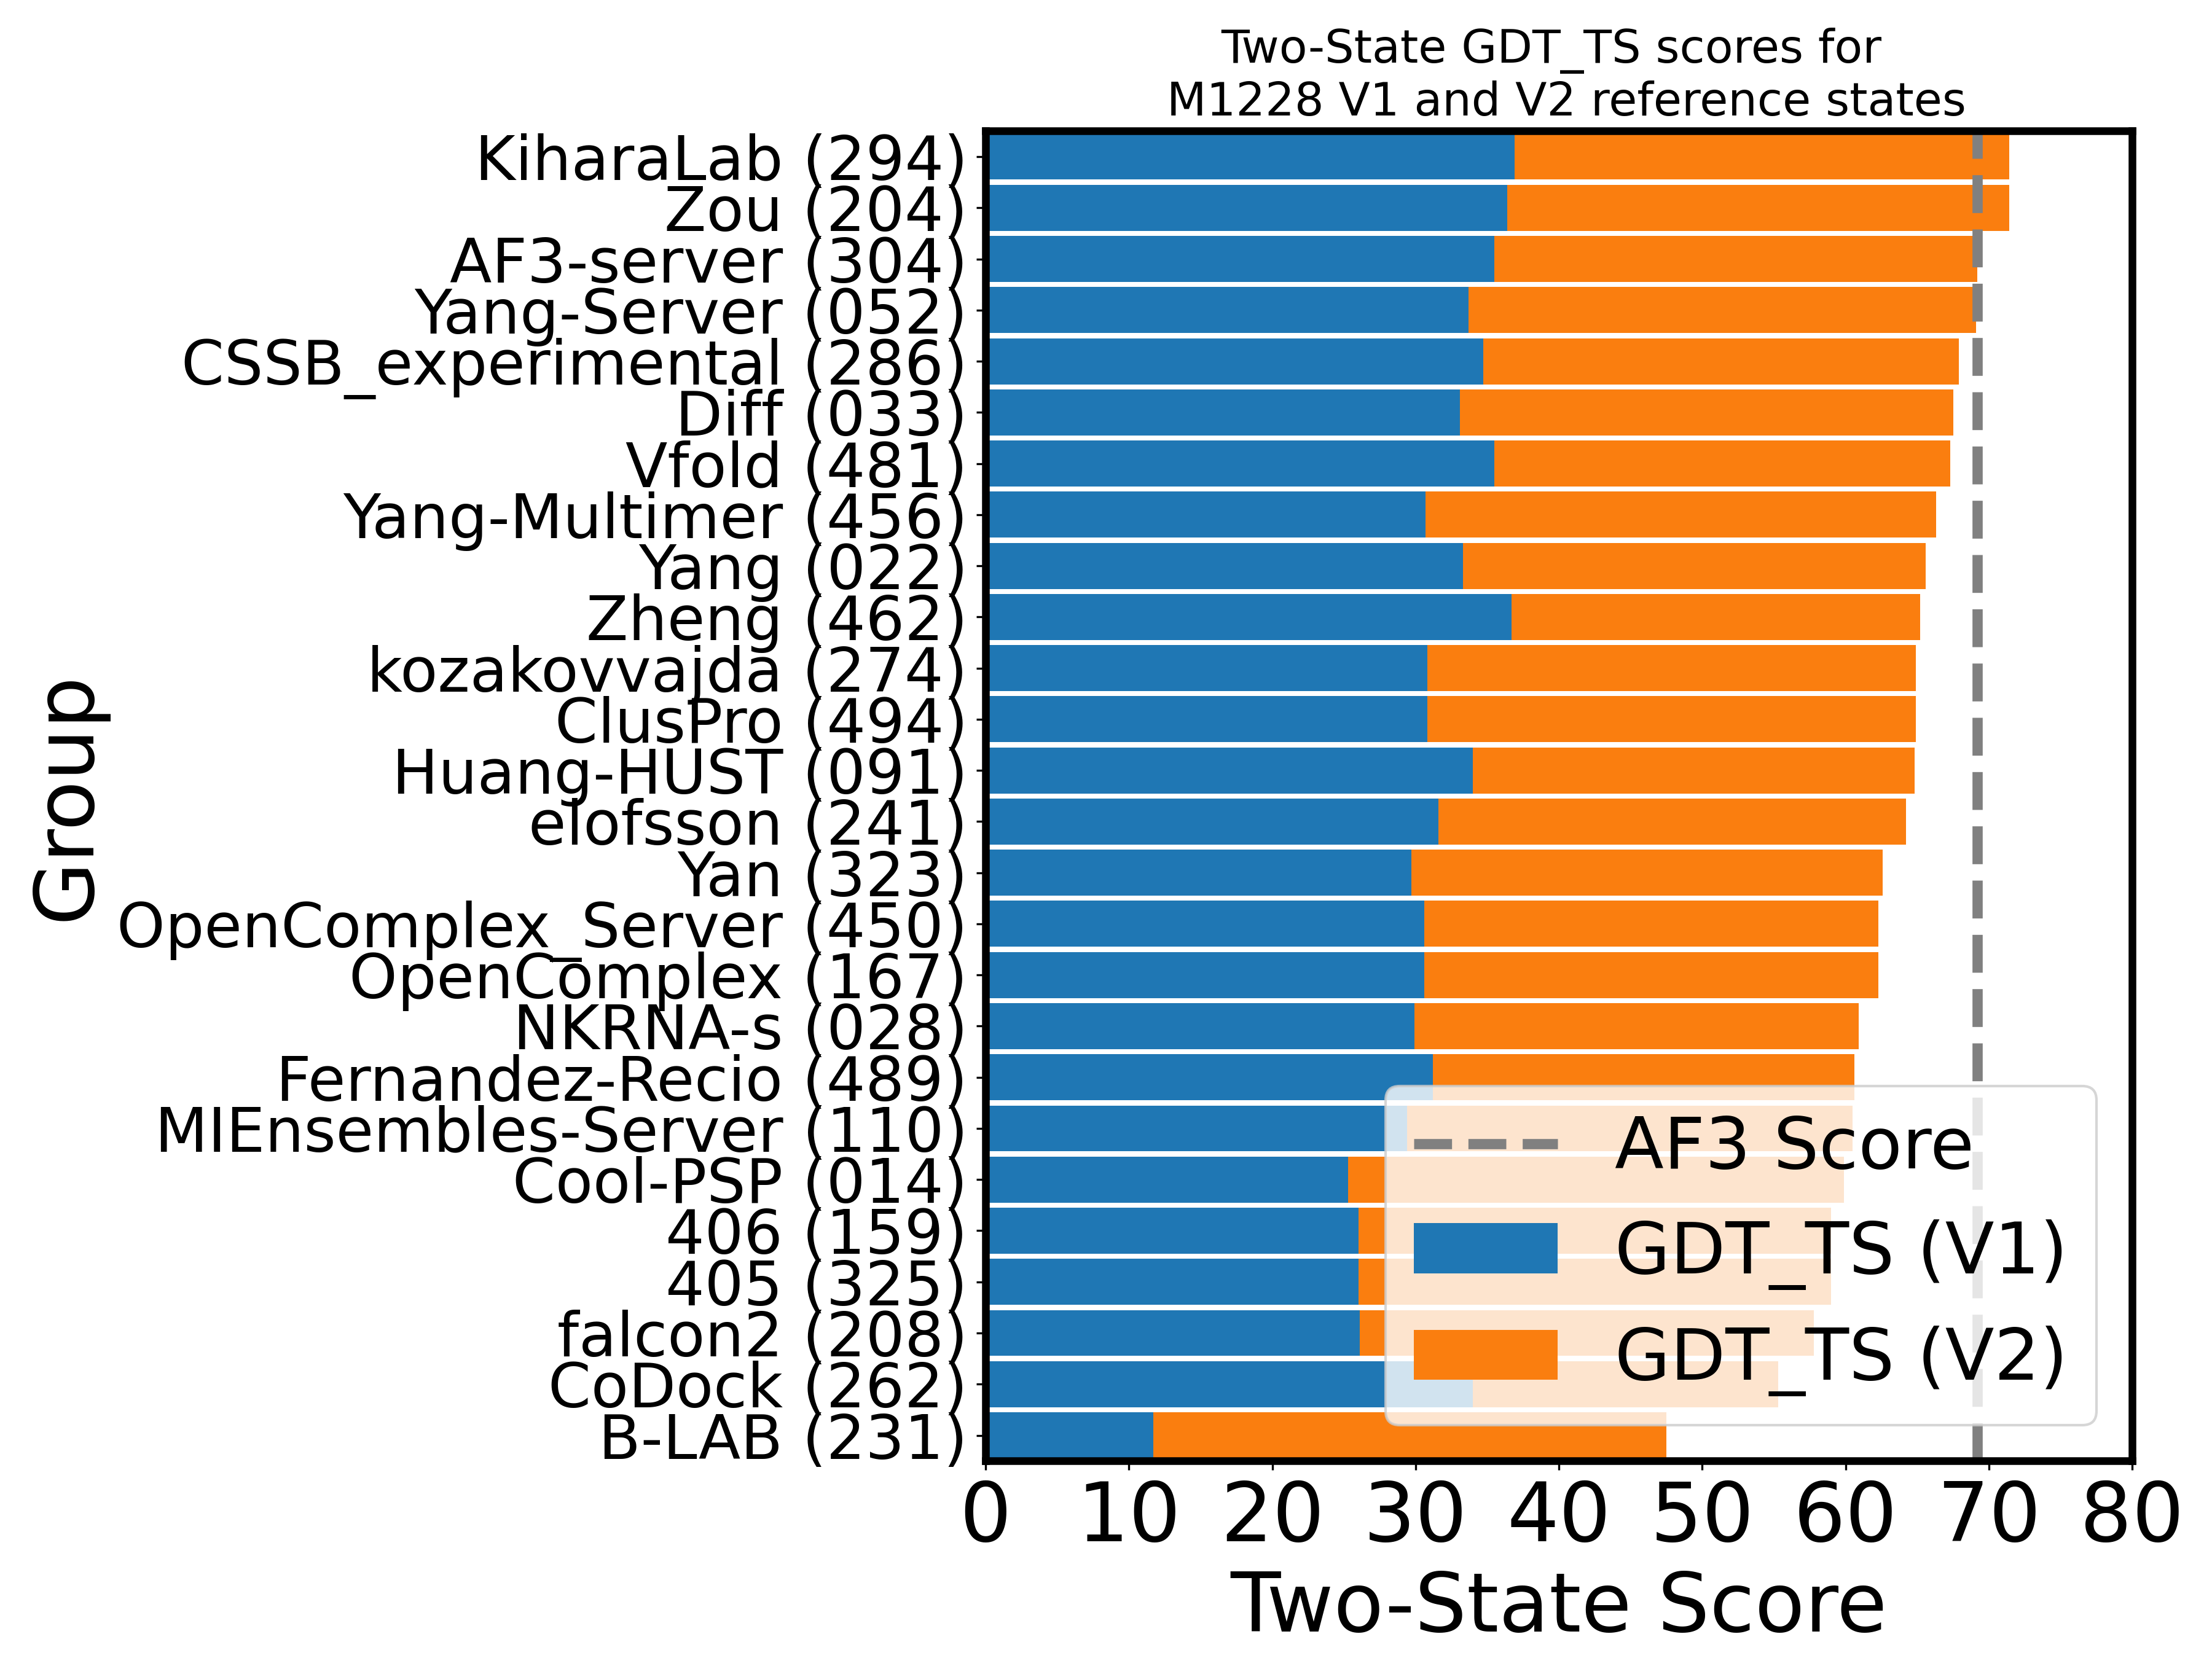 Two-State GDT_TS scores for
M1228 V1 and V2 reference states
KiharaLab (294)
Zou (204)
AF3-server (304)
Yang-Server (052)
CSSB_experimental (286)
Diff (033)
Vfold (481)
Yang-Multimer (456)
Yang (022)
Zheng (462)
kozakovvajda (274)
ClusPro (494)
Huang-HUST (091)
elofsson (241)
Yan (323)
OpenComplex_Server (450)
OpenComplex (167)
NKRNA-s (028)
Fernandez-Recio (489)
MIEnsembles-Server (110)
Cool-PSP (014)
406 (159)
405 (325)
falcon2 (208)
CoDock (262)
B-LAB (231)
Group
AF3 Score
GDT_TS (V1)
GDT_TS (V2)
0 10 20 30 40 50 60 70 80
Two-State Score